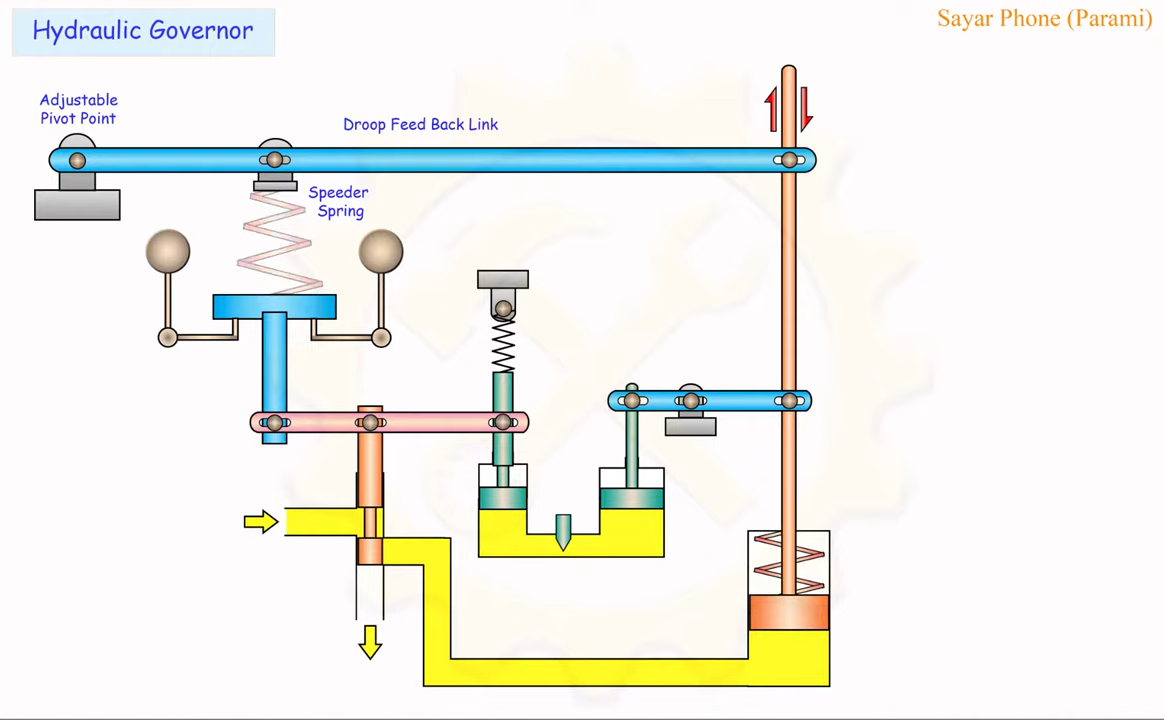 Hydraulic Governor
Sayar Phone (Parami)
Adjustable
Pivot Point
Droop Feed Back Link
Speeder
Spring